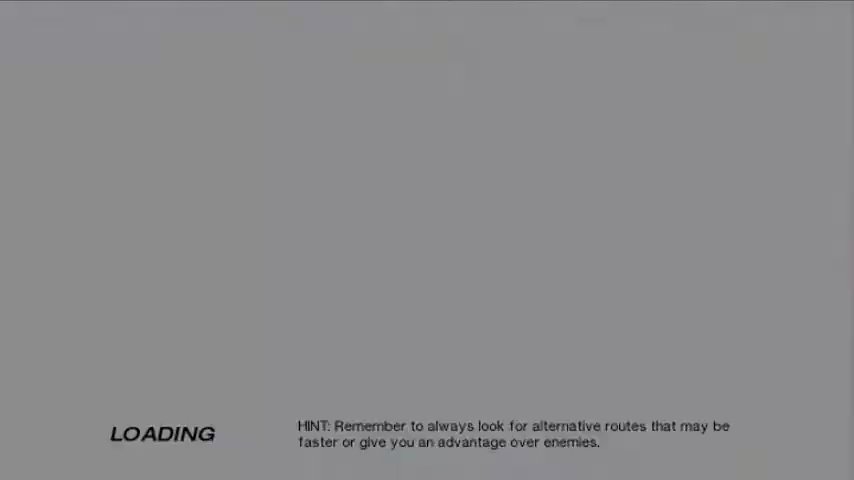 LOADING
HINT: Remember to always look for alternative routes that may be
faster or give you an advantage over enemies.